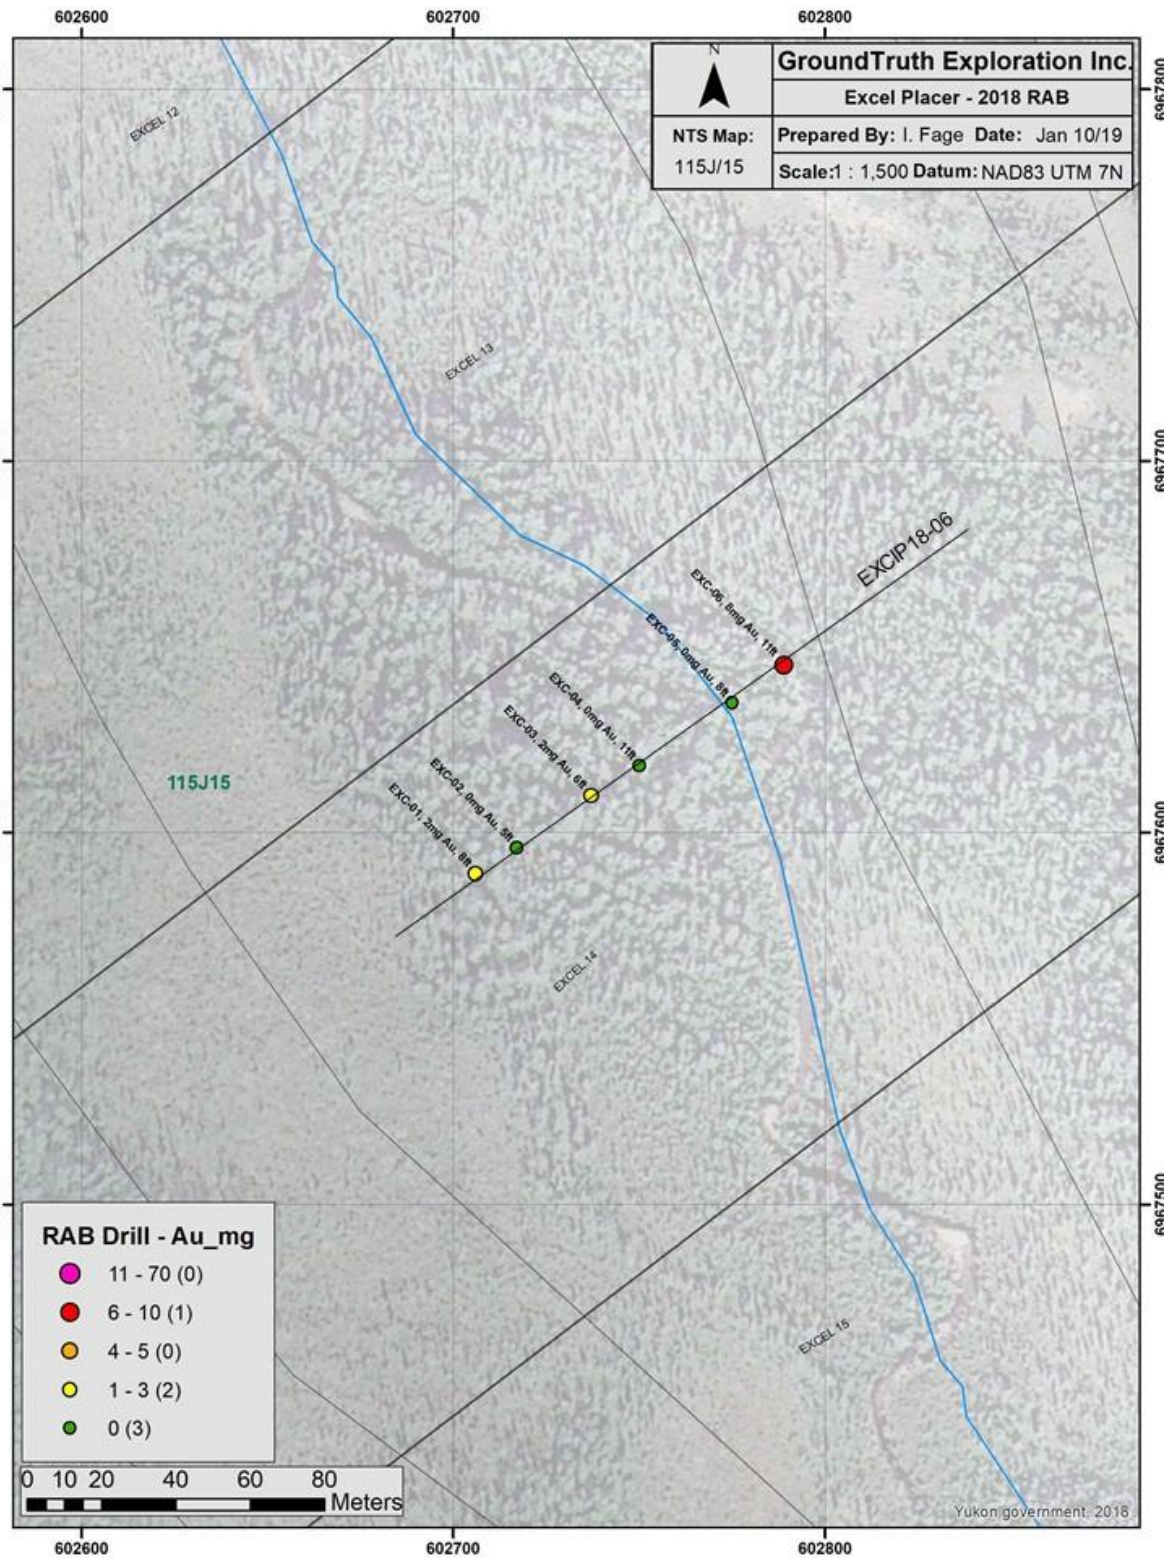 602600
602700
602800
N
GroundTruth Exploration Inc.
Excel Placer - 2018 RAB
NTS Map:
115J/15
Prepared By: I. Fage Date: Jan 10/19
Scale:1 : 1,500 Datum: NAD83 UTM 7N
6967800
EXCEL 12
EXCEL 13
6967700
EXCIP18-06
EXC-06, 8mg Au, 11ft
EXC-05, 0mg Au, 8ft
EXC-04, 0mg Au, 11ft
EXC-03, 2mg Au, 6ft
EXC-02, 0mg Au, 5ft
EXC-01, 2mg Au, 8ft
115J15
6967600
EXCEL 14
6967500
EXCEL 15
RAB Drill - Au_mg
11 - 70 (0)
6 - 10 (1)
4 - 5 (0)
1 - 3 (2)
0 (3)
0 10 20 40 60 80
Meters
Yukon government, 2018
602600
602700
602800